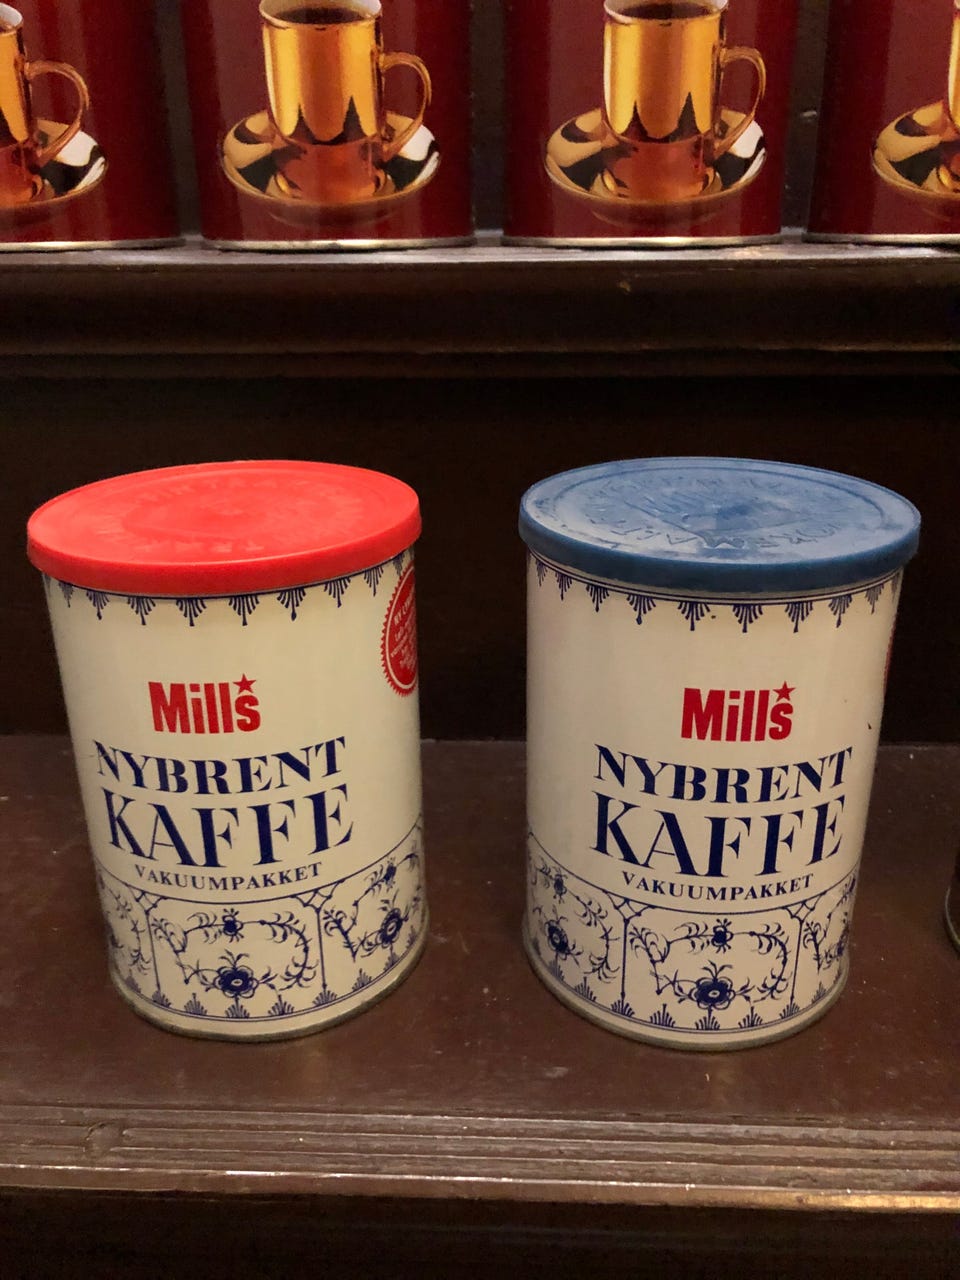 Mills
NYBRENT
KAFFE
VAKUUMPAKKET
Mills
NYBRENT
KAFFE
VAKUUMPAKKET